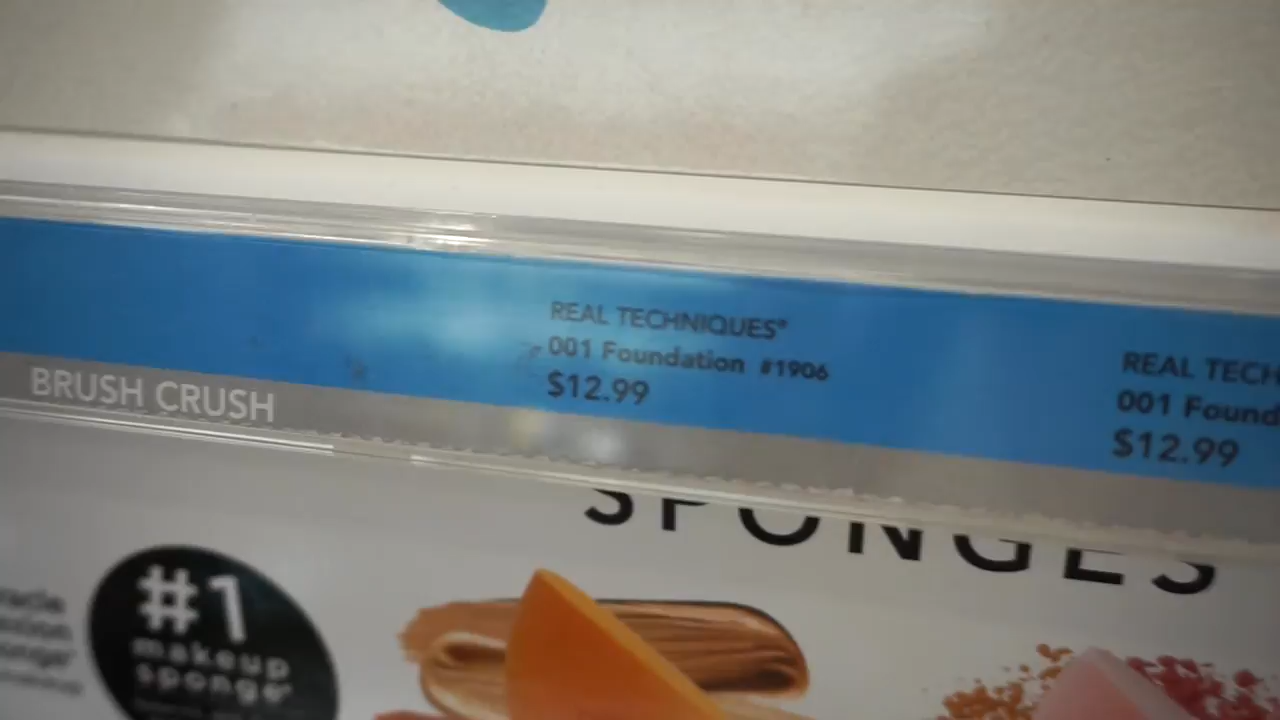 REAL TECHNIQUES®
001 Foundation #1906
$12.99
REAL TECH
001 Found
$12.99
BRUSH CRUSH
SPONGES
#1
makeup
sponge*